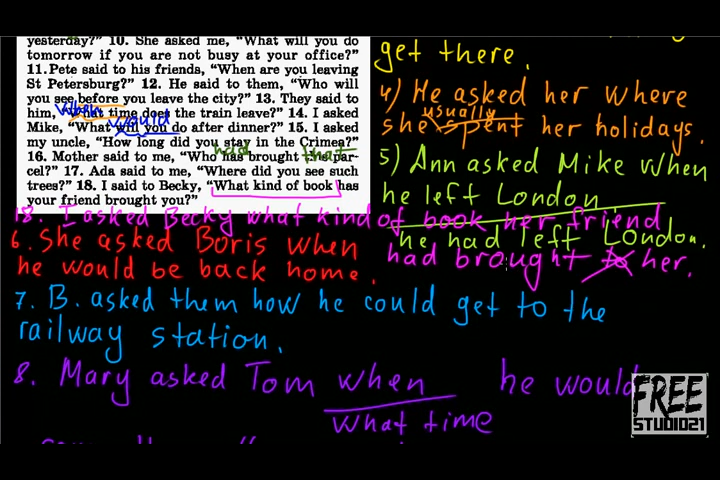 yesterday?" 10. She asked me, "What will you do
tomorrow if you are not busy at your office?"
11. Pete said to his friends, "When are you leaving
St Petersburg?" 12. He said to them, "Who will
you see before you leave the city?" 13. They said to
him, "What time does the train leave?" 14. I asked
when
would
Mike, "What will you do after dinner?" 15. I asked
my uncle, "How long did you stay in the Crimea?"
had that
16. Mother said to me, "Who has brought this par-
cel?" 17. Ada said to me, "Where did you see such
trees?" 18. I said to Becky, "What kind of book has
your friend brought you?"
get there.
4) He asked her where
usually
she spent her holidays.
5) Ann asked Mike when
he left London
he had left London.
18. I asked Becky what kind of book her friend
had brought to her.
6. She asked Boris when
he would be back home.
7. B. asked them how he could get to the
railway station.
8. Mary asked Tom when he would
what time
FREE
STUDIO21